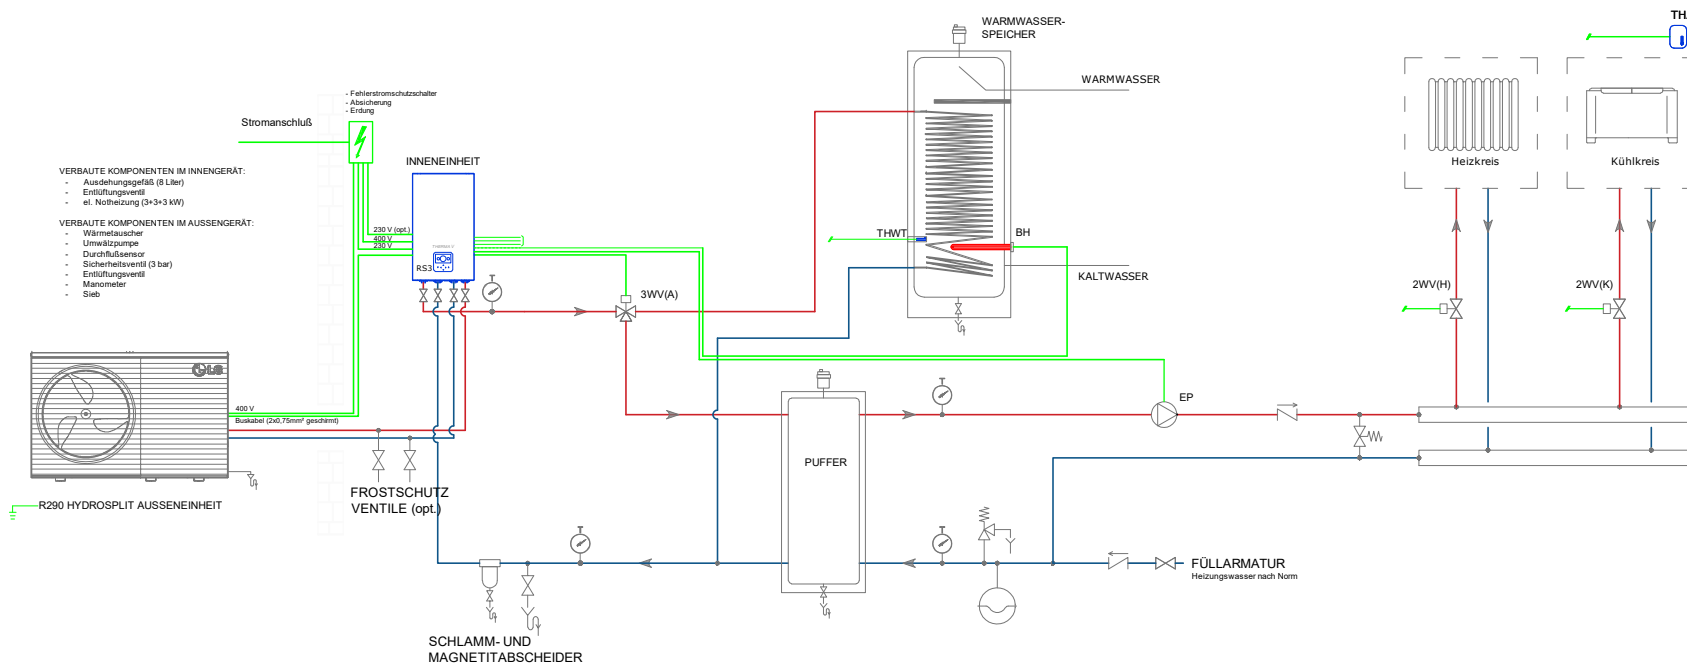 WARMWASSER-
SPEICHER
TH
- Fehlerstromschutzschalter
- Absicherung
- Erdung
Stromanschluß
WARMWASSER
INNENEINHEIT
Heizkreis
Kühlkreis
VERBAUTE KOMPONENTEN IM INNENGERÄT:
- Ausdehungsgefäß (8 Liter)
- Entlüftungsventil
- el. Notheizung (3+3+3 kW)
VERBAUTE KOMPONENTEN IM AUSSENGERÄT:
- Wärmetauscher
- Umwälzpumpe
- Durchflußsensor
- Sicherheitsventil (3 bar)
- Entlüftungsventil
- Manometer
- Sieb
230 V (opt.)
400 V
230 V
THERMA V
RS3
THWT
BH
KALTWASSER
T
3WV(A)
2WV(H)
2WV(K)
LG
400 V
Buskabel (2x0,75mm² geschirmt)
T
EP
PUFFER
FROSTSCHUTZ
VENTILE (opt.)
R290 HYDROSPLIT AUSSENEINHEIT
T
T
FÜLLARMATUR
Heizungswasser nach Norm
SCHLAMM- UND
MAGNETITABSCHEIDER